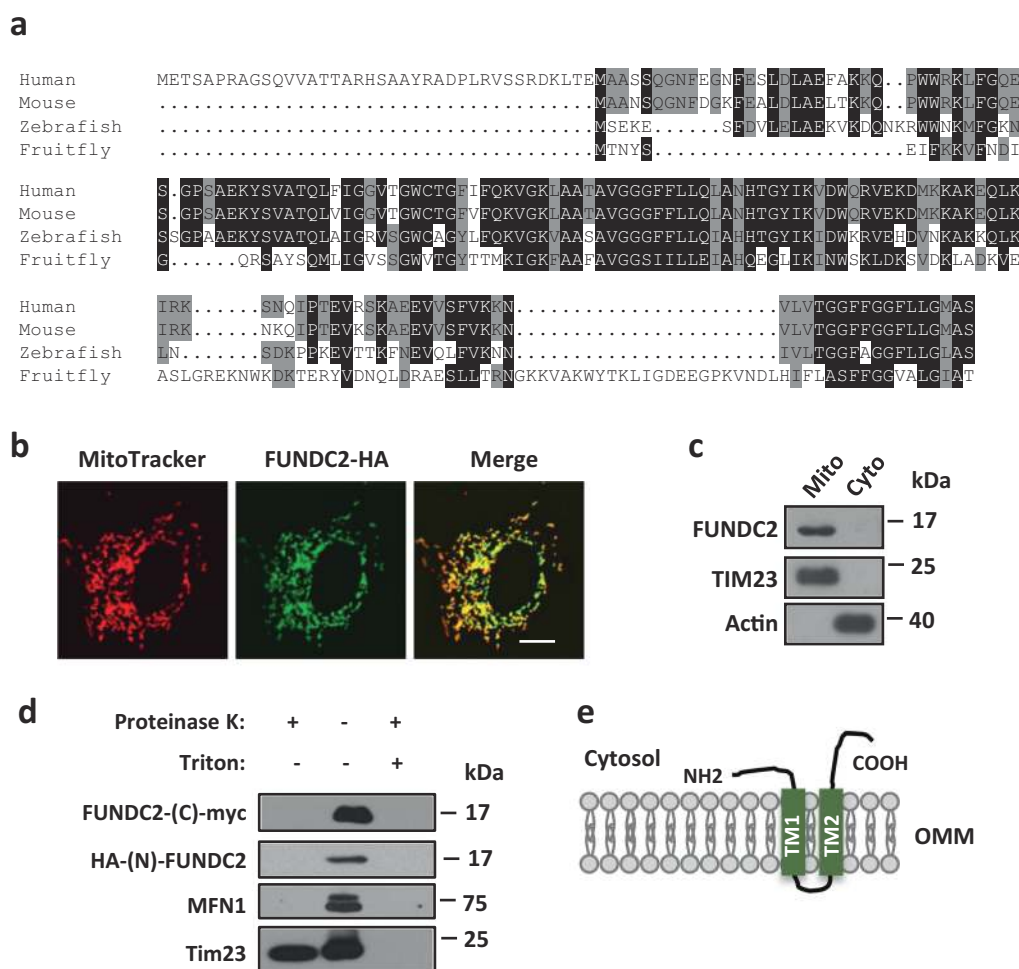 a
Human METSAPRAGSQVVATTARHSAAYRADPLRVSSRDKLTEMAASSQGNFEGNFESLDLAEFAKKQ..PWWRKLFGQE
Mouse ......................................MAANSQGNFDGKFEALDLAELTKKQ..PWWRKLFGQE
Zebrafish ......................................MSEKE......SFDVLELAEKVKDQNKRWWNKMFGKN
Fruitfly ......................................MTNYS......................EIFKKVFNDI
Human S.GPSAEKYSVATQLFIGGVTGWCTGFIFQKVGKLAATAVGGGFFLLQLANHTGYIKVDWQRVEKDMKKAKEQLK
Mouse S.GPSAEKYSVATQLVIGGVTGWCTGFVFQKVGKLAATAVGGGFFLLQLANHTGYIKVDWQRVEKDMKKAKEQLK
Zebrafish SSGPAAEKYSVATQLAIGRVSGWCAGYLFQKVGKVAASAVGGGFFLLQIAHHTGYIKIDWKRVEHDVNKAKKQLK
Fruitfly G......QRSAYSQMLIGVSSGWVTGYTTMKIGKFAAFAVGGSIILLEIAHQEGLIKINWSKLDKSVDKLADKVE
Human IRK......SNQIPTEVRSKAEEVVSFVKKN.......................VLVTGGFFGGFLLGMAS
Mouse IRK......NKQIPTEVKSKAEEVVSFVKKN.......................VLVTGGFFGGFLLGMAS
Zebrafish LN.......SDKPPKEVTTKFNEVQLFVKNN.......................IVLTGGFAGGFLLGLAS
Fruitfly ASLGREKNWKDKTERYVDNQLDRAESLLTRNGKKVAKWYTKLIGDEEGPKVNDLHIFLASFFGGVALGIAT
b
MitoTracker FUNDC2-HA Merge
c
Mito Cyto kDa
FUNDC2 17
TIM23 25
Actin 40
d
Proteinase K: + - +
Triton: - - + kDa
FUNDC2-(C)-myc 17
HA-(N)-FUNDC2 17
MFN1 75
Tim23 25
e
Cytosol NH2 COOH
TM1 TM2 OMM